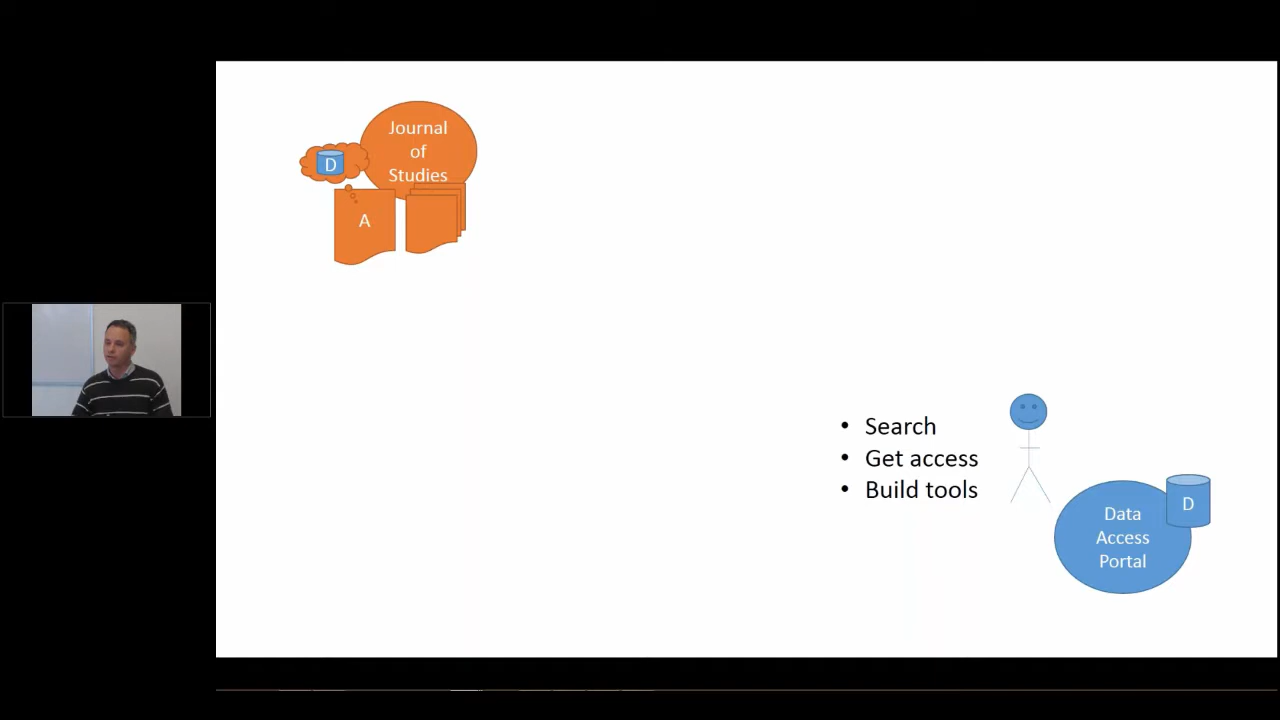 Journal
of
Studies
D
A
• Search
• Get access
• Build tools
D
Data
Access
Portal